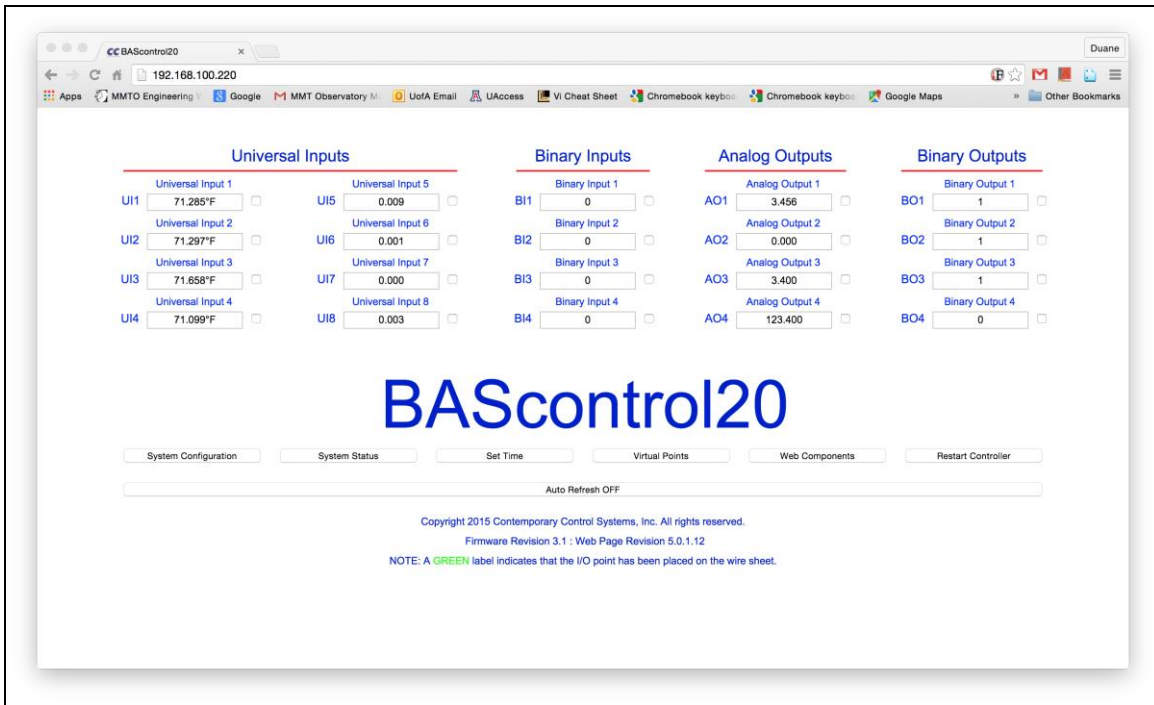 CC BAScontrol20 ×
Duane
192.168.100.220
Apps MMTO Engineering Google MMT Observatory M UofA Email UAccess Vi Cheat Sheet Chromebook keyboa Chromebook keyboa Google Maps » Other Bookmarks
Universal Inputs Binary Inputs Analog Outputs Binary Outputs
Universal Input 1 Universal Input 5 Binary Input 1 Analog Output 1 Binary Output 1
UI1 71.285°F UI5 0.009 BI1 0 AO1 3.456 BO1 1
Universal Input 2 Universal Input 6 Binary Input 2 Analog Output 2 Binary Output 2
UI2 71.297°F UI6 0.001 BI2 0 AO2 0.000 BO2 1
Universal Input 3 Universal Input 7 Binary Input 3 Analog Output 3 Binary Output 3
UI3 71.658°F UI7 0.000 BI3 0 AO3 3.400 BO3 1
Universal Input 4 Universal Input 8 Binary Input 4 Analog Output 4 Binary Output 4
UI4 71.099°F UI8 0.003 BI4 0 AO4 123.400 BO4 0
BAScontrol20
System Configuration System Status Set Time Virtual Points Web Components Restart Controller
Auto Refresh OFF
Copyright 2015 Contemporary Control Systems, Inc. All rights reserved.
Firmware Revision 3.1 : Web Page Revision 5.0.1.12
NOTE: A GREEN label indicates that the I/O point has been placed on the wire sheet.